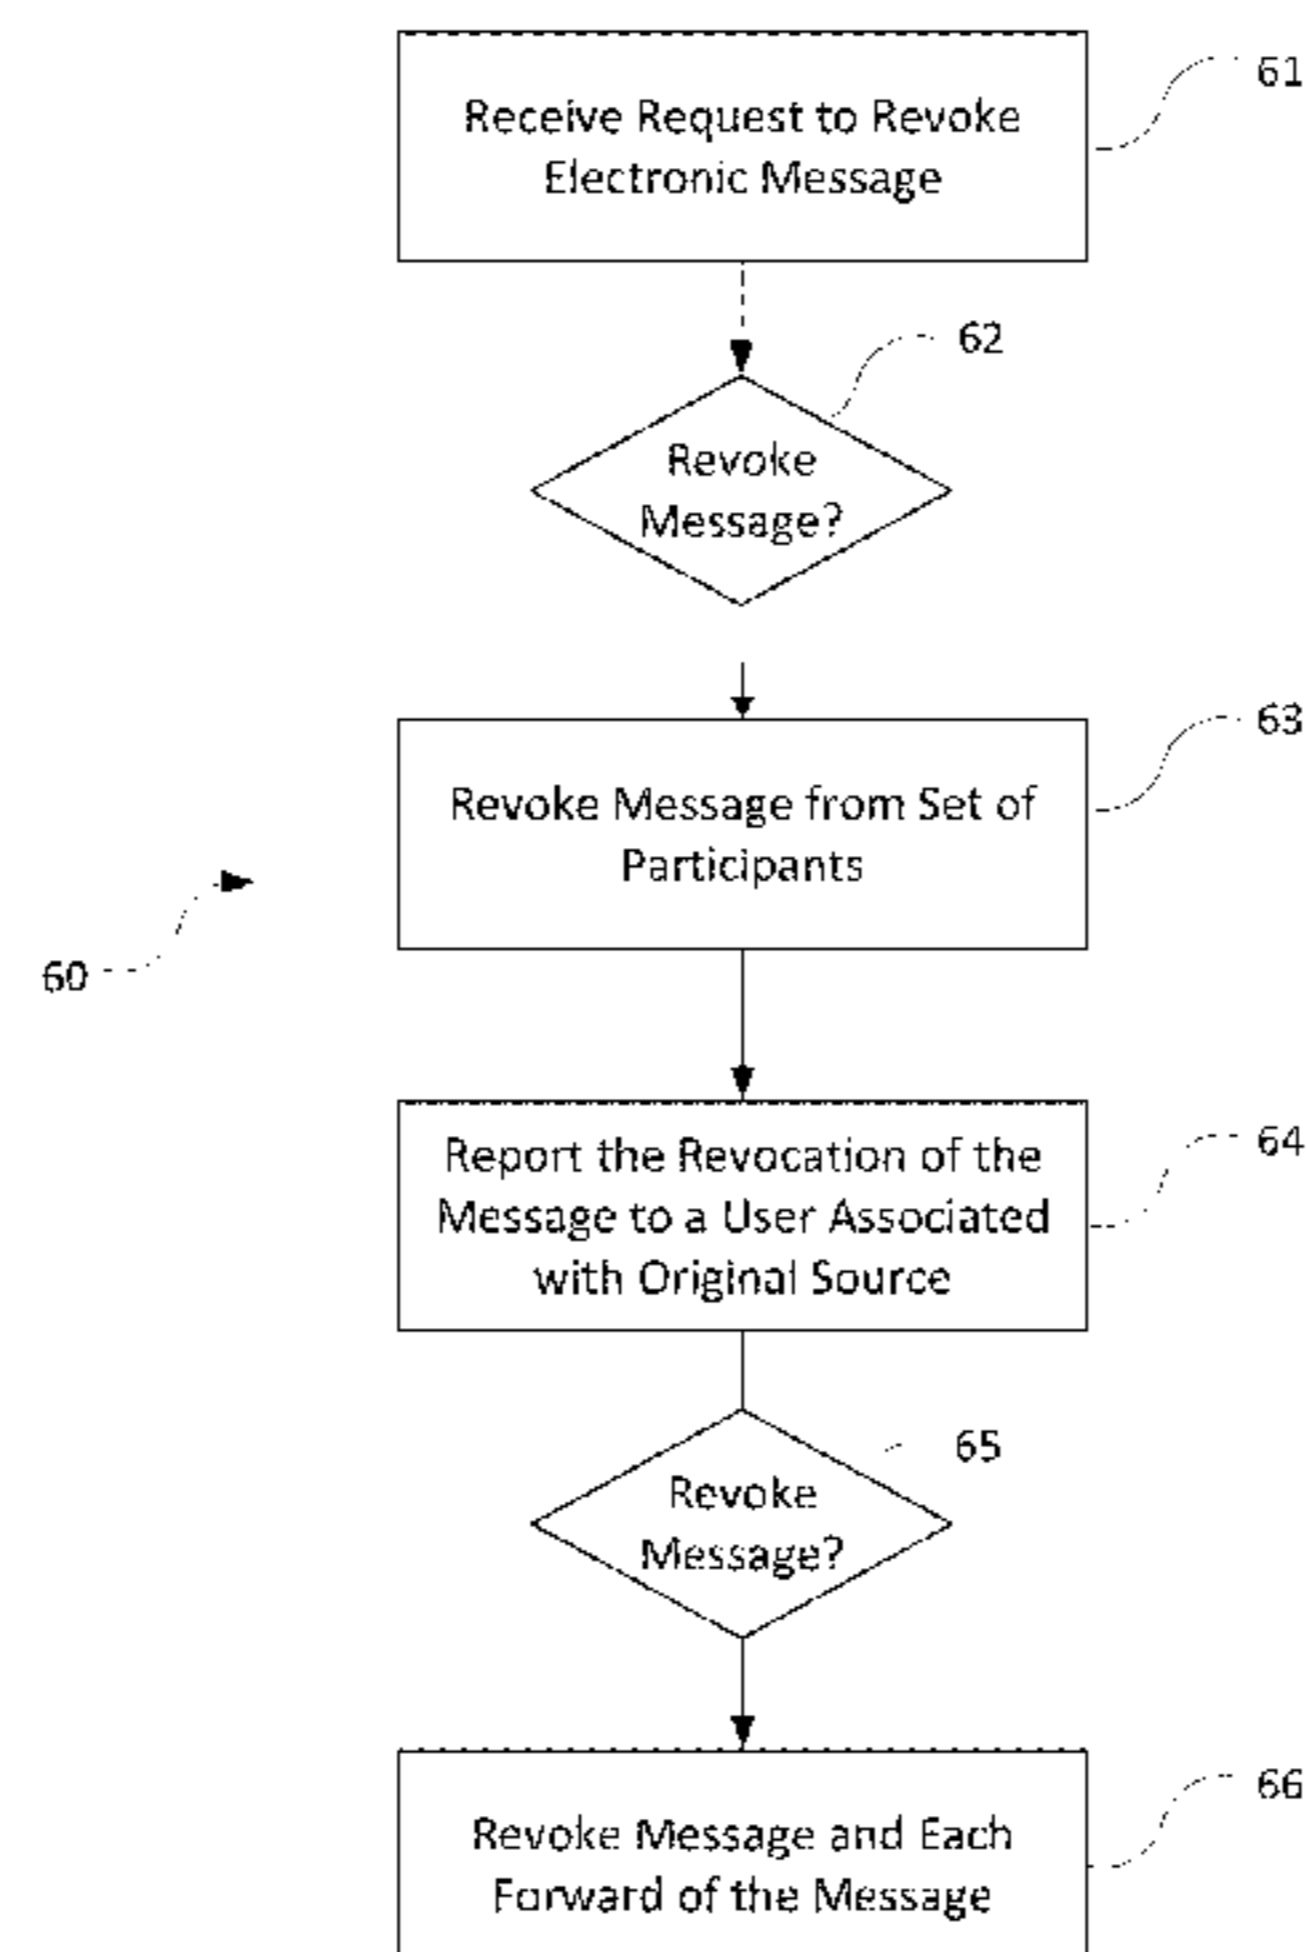 Receive Request to Revoke
Electronic Message
61
62
Revoke
Message?
63
Revoke Message from Set of
Participants
60
Report the Revocation of the
Message to a User Associated
with Original Source
64
65
Revoke
Message?
66
Revoke Message and Each
Forward of the Message